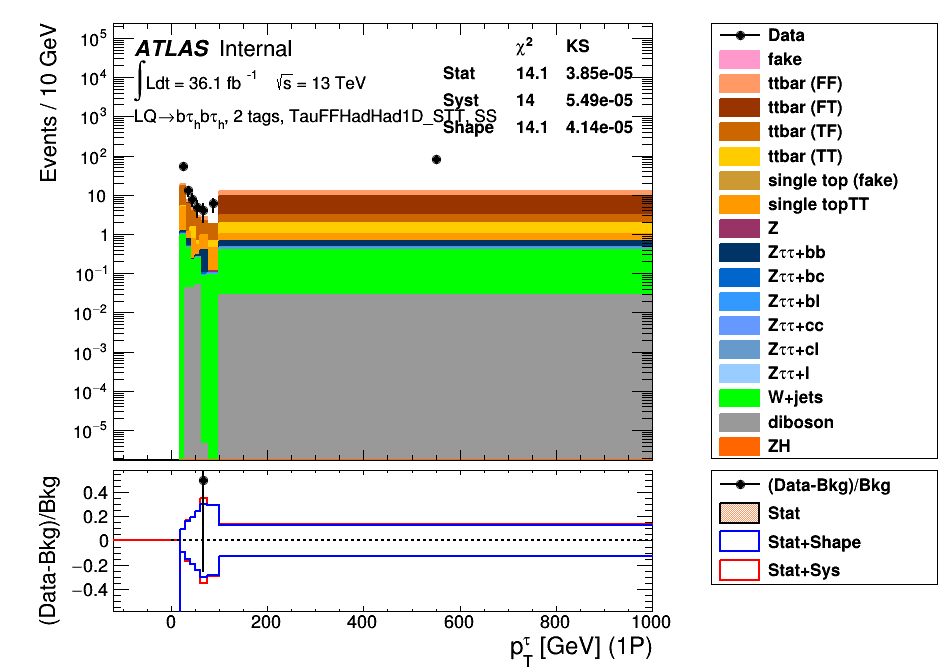 Events / 10 GeV
10⁵
10⁴
10³
10²
10
1
10⁻¹
10⁻²
10⁻³
10⁻⁴
10⁻⁵
ATLAS Internal
∫Ldt = 36.1 fb⁻¹ √s = 13 TeV
LQ→bτₕbτₕ, 2 tags, TauFFHadHad1D_STT, SS
χ² KS
Stat 14.1 3.85e-05
Syst 14 5.49e-05
Shape 14.1 4.14e-05
Data
fake
ttbar (FF)
ttbar (FT)
ttbar (TF)
ttbar (TT)
single top (fake)
single topTT
Z
Zττ+bb
Zττ+bc
Zττ+bl
Zττ+cc
Zττ+cl
Zττ+l
W+jets
diboson
ZH
(Data-Bkg)/Bkg
0.4
0.2
0
−0.2
−0.4
0 200 400 600 800 1000
p_T^τ [GeV] (1P)
(Data-Bkg)/Bkg
Stat
Stat+Shape
Stat+Sys